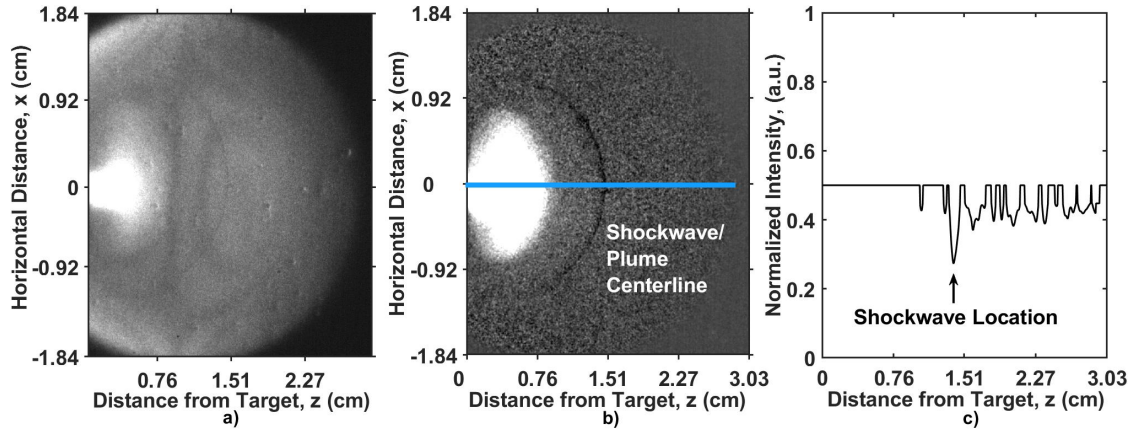 Horizontal Distance, x (cm)
1.84
0.92
0
-0.92
-1.84
0.76
1.51
2.27
Distance from Target, z (cm)
a)
Horizontal Distance, x (cm)
1.84
0.92
0
-0.92
-1.84
Shockwave/
Plume
Centerline
0
0.76
1.51
2.27
3.03
Distance from Target, z (cm)
b)
Normalized Intensity, (a.u.)
1
0.8
0.6
0.4
0.2
0
Shockwave Location
0
0.76
1.51
2.27
3.03
Distance from Target, z (cm)
c)